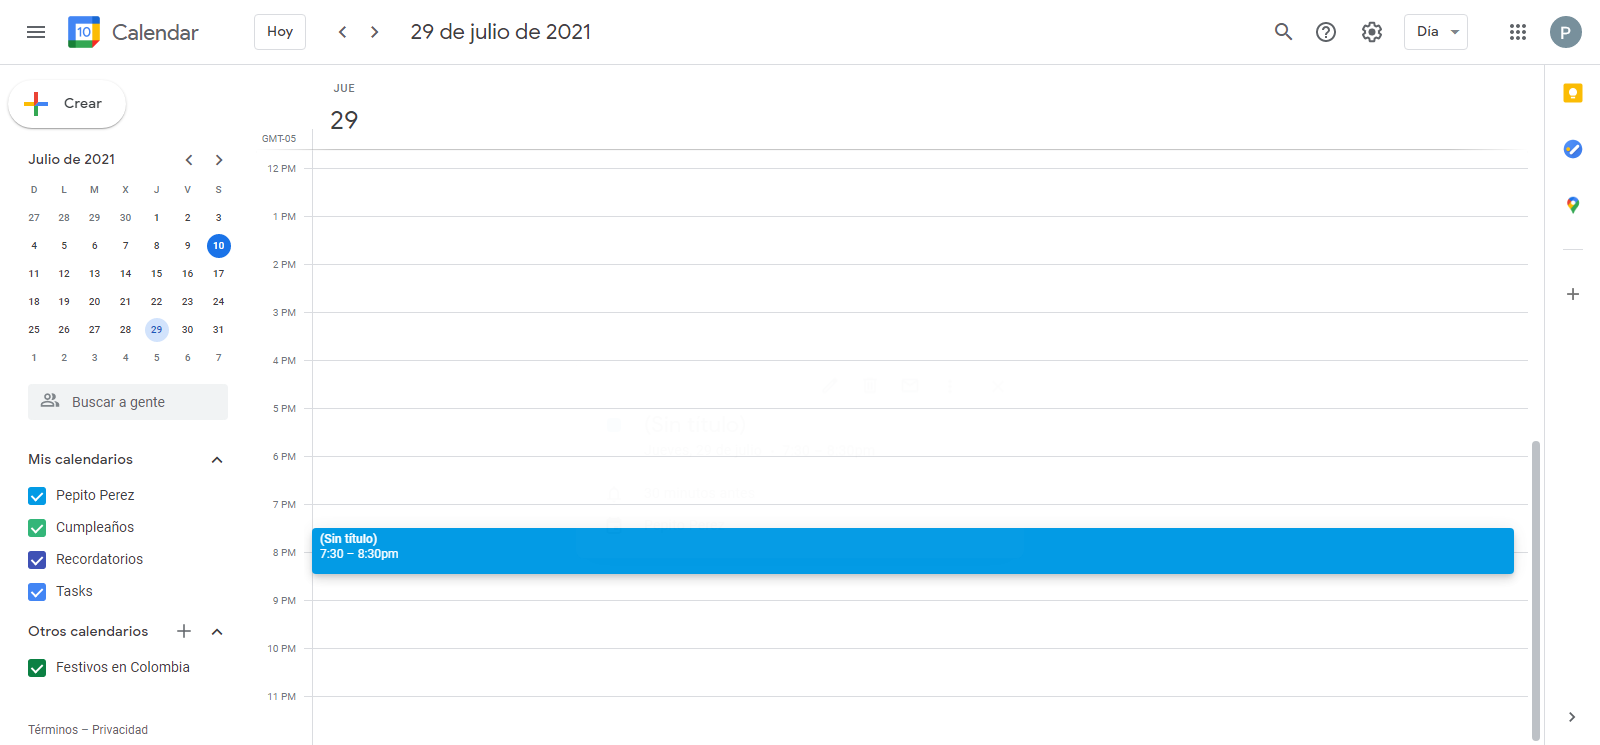 10 Calendar Hoy 29 de julio de 2021 Día P
Crear
JUE
29
GMT-05
Julio de 2021
D L M X J V S
27 28 29 30 1 2 3
4 5 6 7 8 9 10
11 12 13 14 15 16 17
18 19 20 21 22 23 24
25 26 27 28 29 30 31
1 2 3 4 5 6 7
Buscar a gente
Mis calendarios
Pepito Perez
Cumpleaños
Recordatorios
Tasks
Otros calendarios
Festivos en Colombia
Términos – Privacidad
12 PM
1 PM
2 PM
3 PM
4 PM
5 PM
(Sin título)
6 PM
7 PM
(Sin título)
7:30 – 8:30pm
8 PM
9 PM
10 PM
11 PM